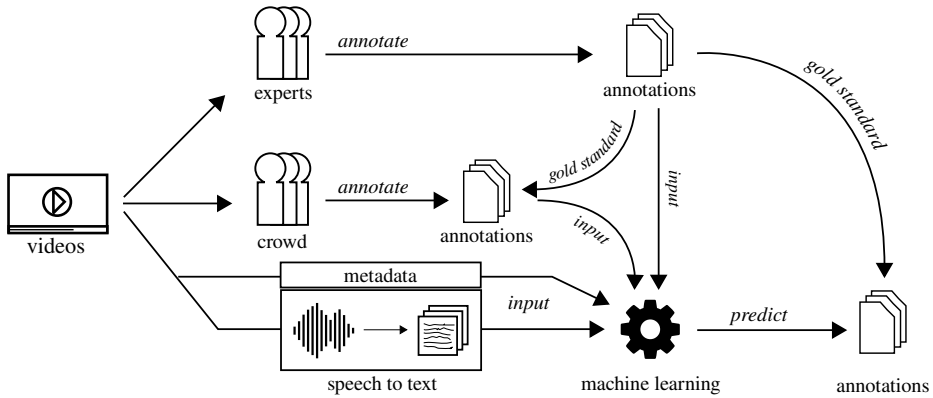 annotate
experts
annotations
gold standard
gold standard
input
annotate
crowd
annotations
input
videos
metadata
input
predict
speech to text
machine learning
annotations